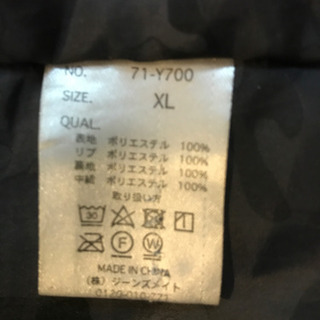 NO. 71-Y700
SIZE. XL
QUAL.
表地 ポリエステル 100%
リブ ポリエステル 100%
裏地 ポリエステル 100%
中綿 ポリエステル 100%
取り扱い方
30
F W
MADE IN CHINA
(株) ジーンズメイト